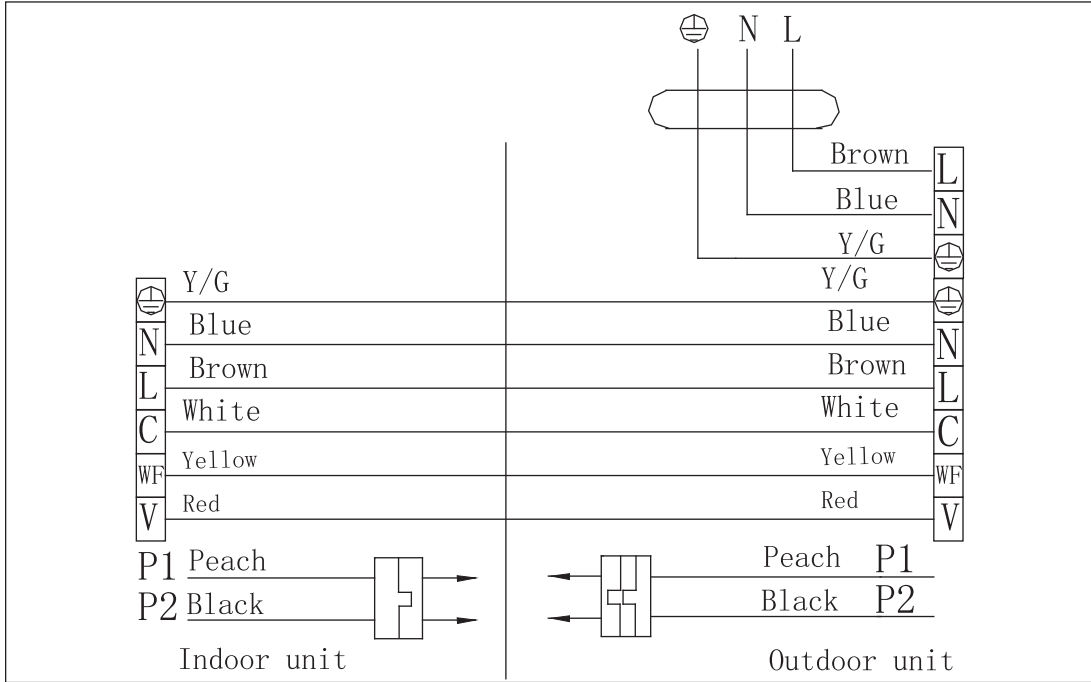 N L
Brown L
Blue N
Y/G
Y/G Y/G
N Blue Blue N
L Brown Brown L
C White White C
WF Yellow Yellow WF
V Red Red V
P1 Peach Peach P1
P2 Black Black P2
Indoor unit Outdoor unit